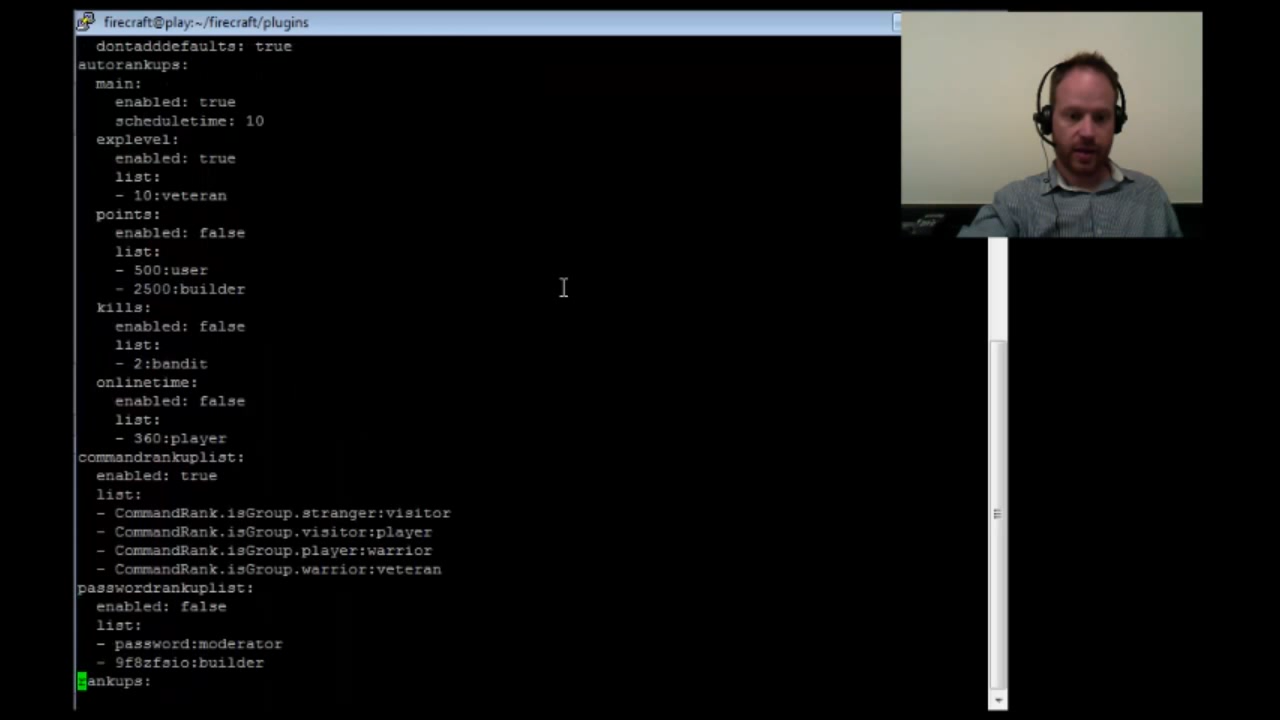 firecraft@play:~/firecraft/plugins
dontadddefaults: true
autorankups:
main:
enabled: true
scheduletime: 10
explevel:
enabled: true
list:
- 10:veteran
points:
enabled: false
list:
- 500:user
- 2500:builder
kills:
enabled: false
list:
- 2:bandit
onlinetime:
enabled: false
list:
- 360:player
commandrankuplist:
enabled: true
list:
- CommandRank.isGroup.stranger:visitor
- CommandRank.isGroup.visitor:player
- CommandRank.isGroup.player:warrior
- CommandRank.isGroup.warrior:veteran
passwordrankuplist:
enabled: false
list:
- password:moderator
- 9f8zfsio:builder
rankups: